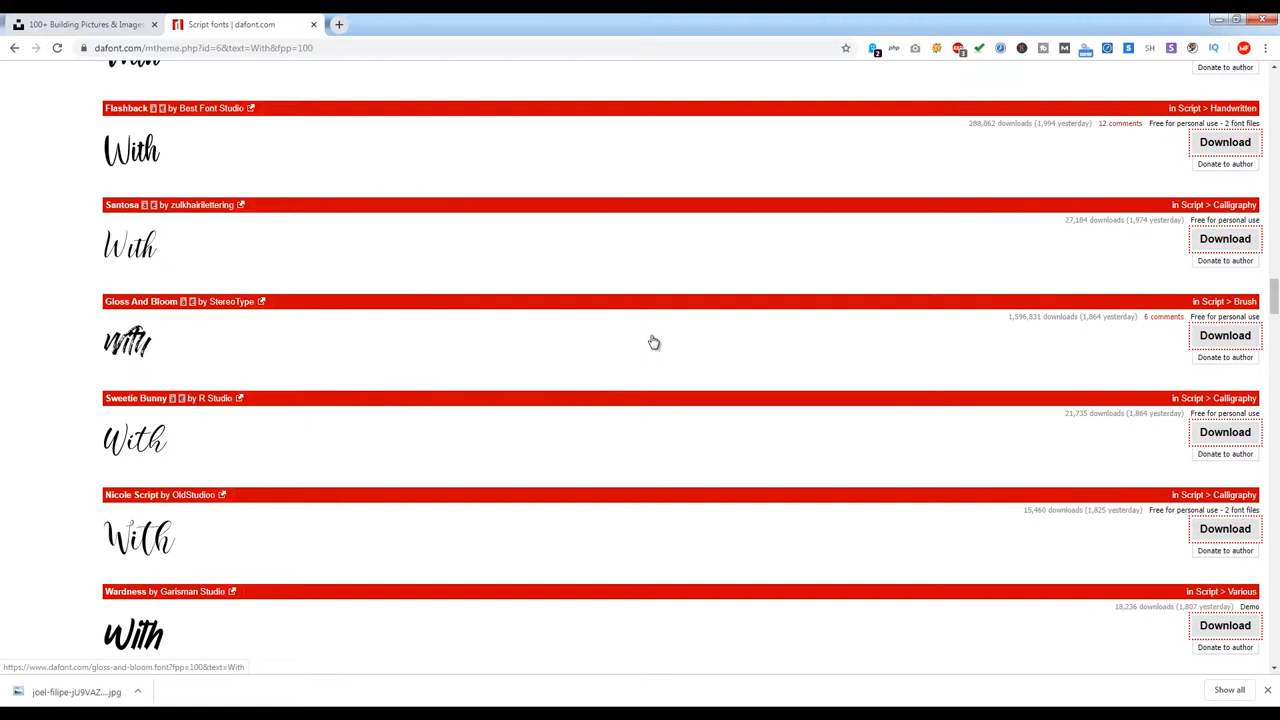 100+ Building Pictures & Images
Script fonts | dafont.com
dafont.com/mtheme.php?id=6&text=With&fpp=100
With
Donate to author
Flashback à € by Best Font Studio
in Script > Handwritten
288,862 downloads (1,994 yesterday) 12 comments Free for personal use - 2 font files
With
Download
Donate to author
Santosa à € by zulkhairilettering
in Script > Calligraphy
27,184 downloads (1,974 yesterday) Free for personal use
With
Download
Donate to author
Gloss And Bloom à € by StereoType
in Script > Brush
1,596,831 downloads (1,864 yesterday) 6 comments Free for personal use
With
Download
Donate to author
Sweetie Bunny à € by R Studio
in Script > Calligraphy
21,735 downloads (1,864 yesterday) Free for personal use
With
Download
Donate to author
Nicole Script by OldStudioo
in Script > Calligraphy
15,460 downloads (1,825 yesterday) Free for personal use - 2 font files
With
Download
Donate to author
Wardness by Garisman Studio
in Script > Various
18,236 downloads (1,807 yesterday) Demo
With
Download
Donate to author
https://www.dafont.com/gloss-and-bloom.font?fpp=100&text=With
joel-filipe-jU9VAZ....jpg
Show all